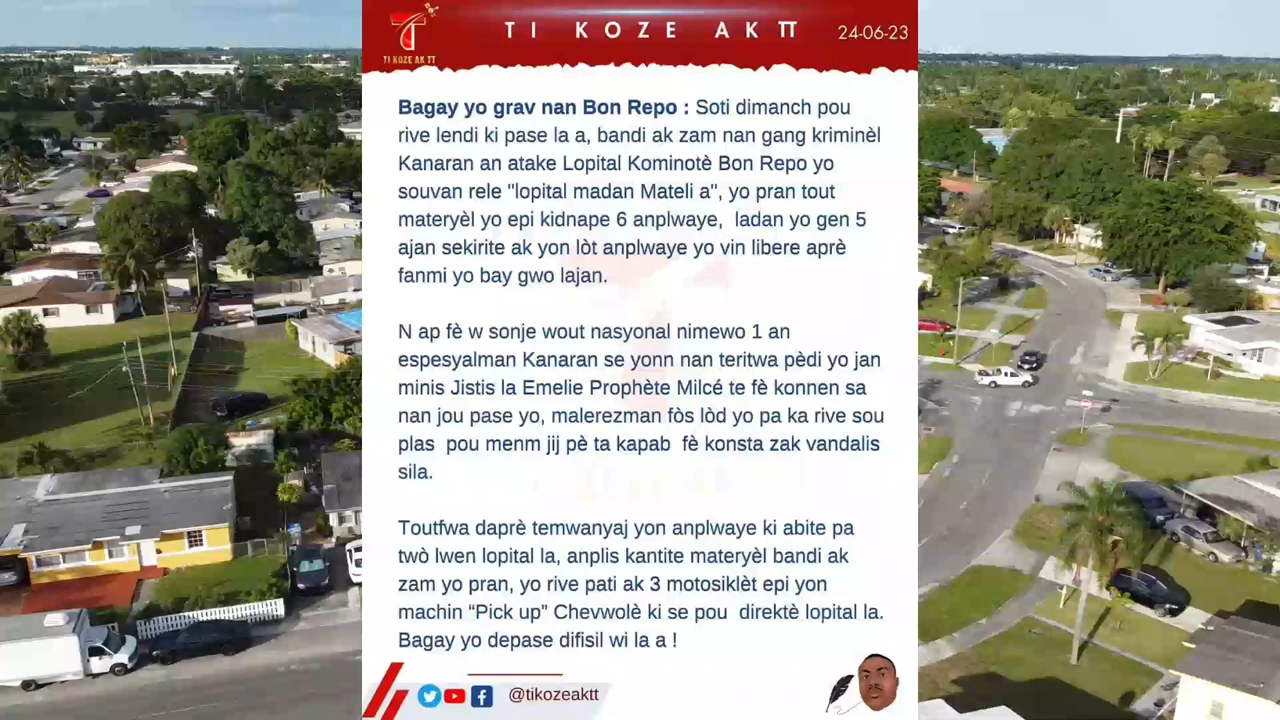 TI KOZE AK TT
24-06-23
TI KOZE AK TT
Bagay yo grav nan Bon Repo : Soti dimanch pou
rive lendi ki pase la a, bandi ak zam nan gang kriminèl
Kanaran an atake Lopital Kominotè Bon Repo yo
souvan rele "lopital madan Mateli a", yo pran tout
materyèl yo epi kidnape 6 anplwaye, ladan yo gen 5
ajan sekirite ak yon lòt anplwaye yo vin libere aprè
fanmi yo bay gwo lajan.
N ap fè w sonje wout nasyonal nimewo 1 an
espesyalman Kanaran se yonn nan teritwa pèdi yo jan
minis Jistis la Emelie Prophète Milcé te fè konnen sa
nan jou pase yo, malerezman fòs lòd yo pa ka rive sou
plas pou menm jij pè ta kapab fè konsta zak vandalis
sila.
Toutfwa daprè temwanyaj yon anplwaye ki abite pa
twò lwen lopital la, anplis kantite materyèl bandi ak
zam yo pran, yo rive pati ak 3 motosiklèt epi yon
machin “Pick up” Chevwolè ki se pou direktè lopital la.
Bagay yo depase difisil wi la a !
@tikozeaktt